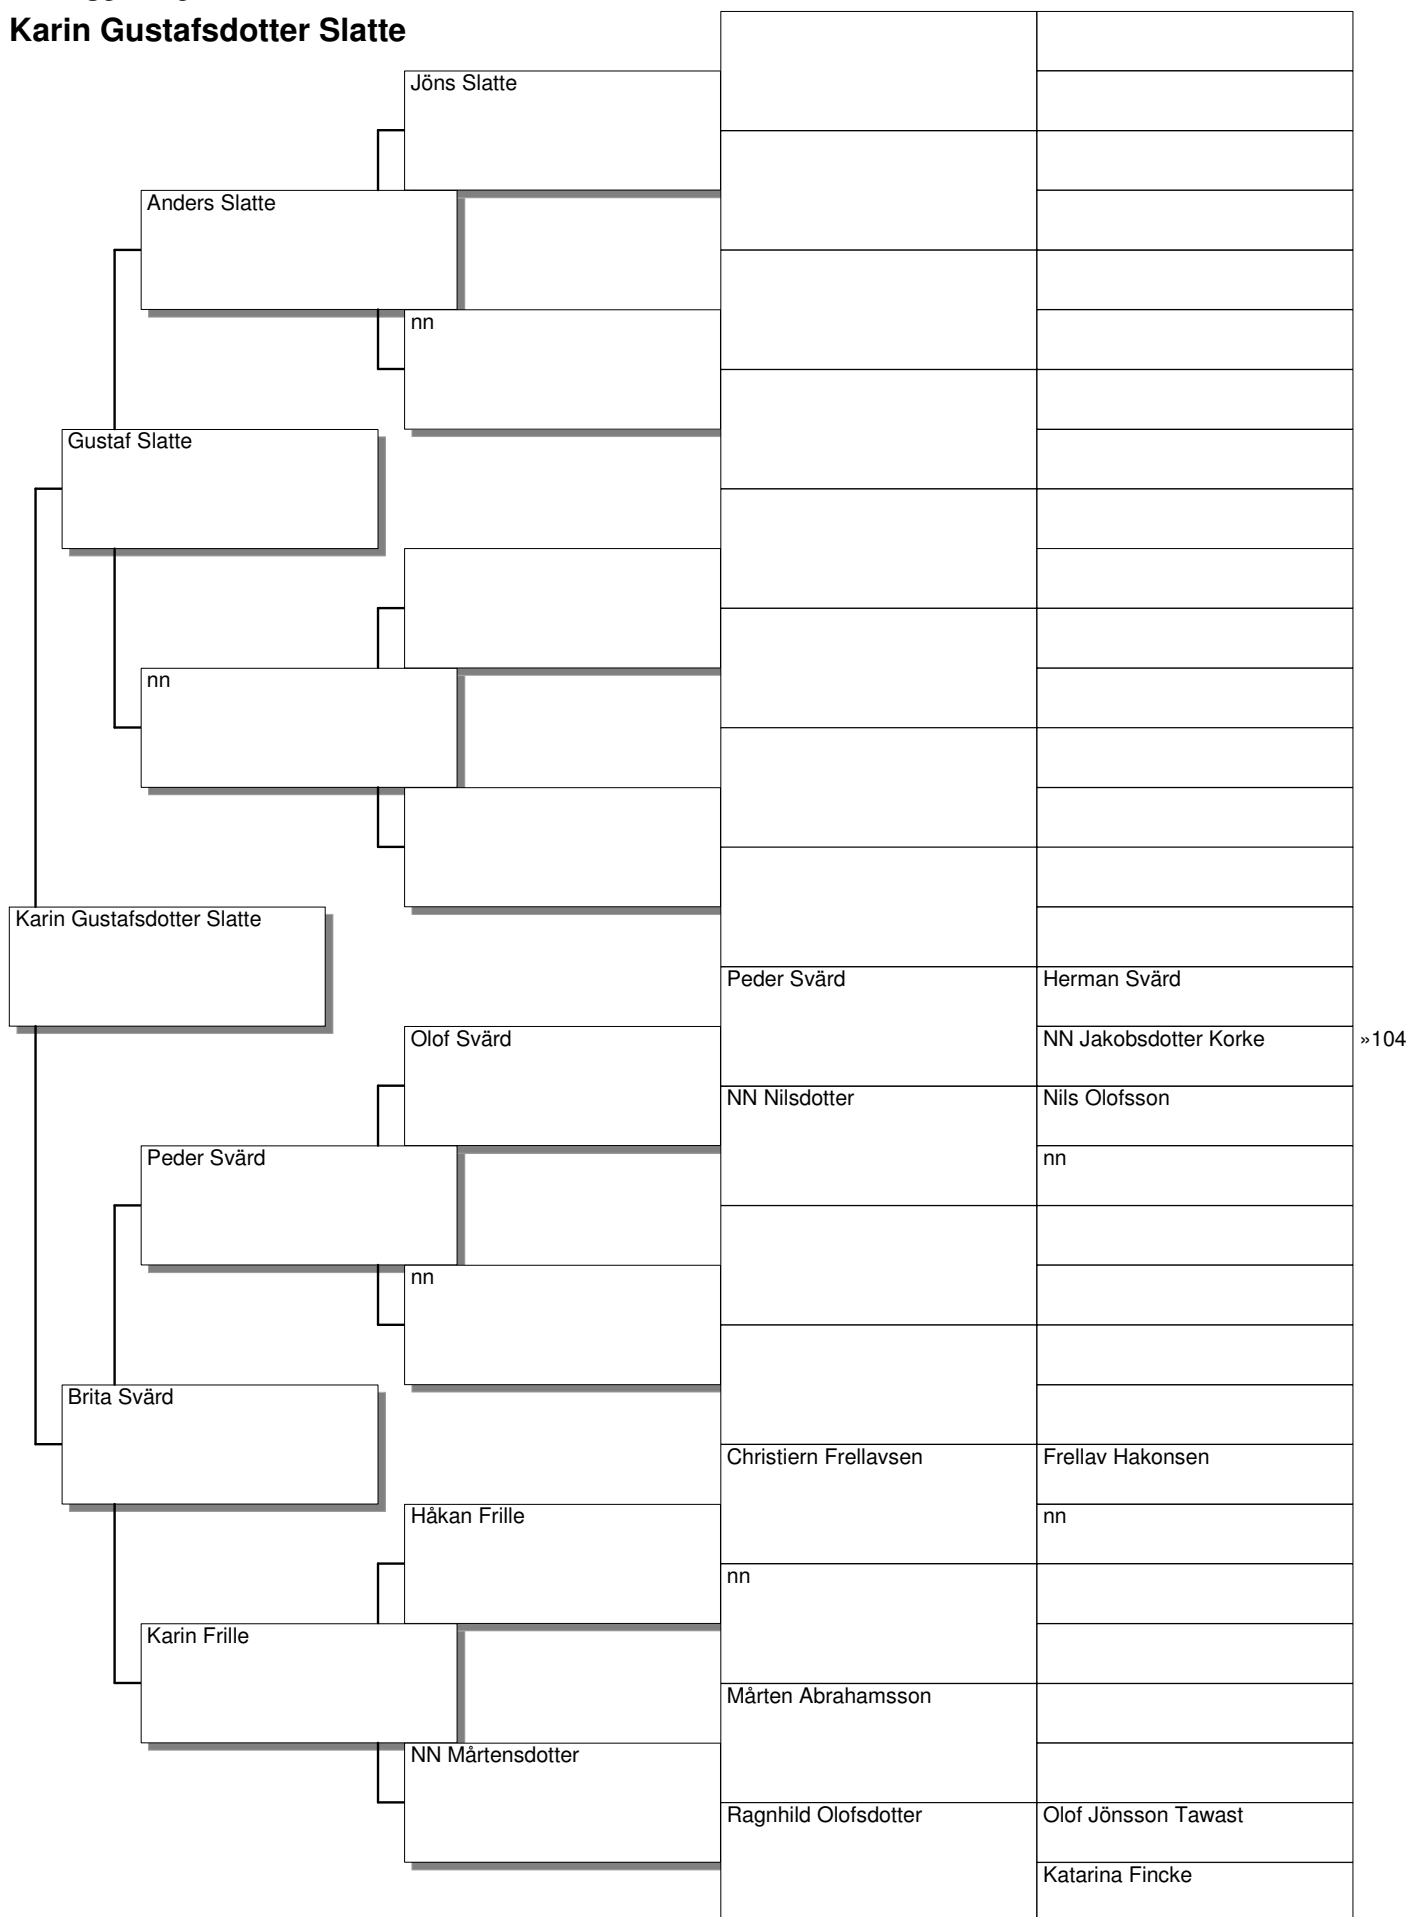 Karin Gustafsdotter Slatte
Jöns Slatte
Anders Slatte
nn
Gustaf Slatte
nn
Karin Gustafsdotter Slatte
Peder Svärd
Herman Svärd
Olof Svärd
NN Jakobsdotter Korke
»104
NN Nilsdotter
Nils Olofsson
Peder Svärd
nn
nn
Brita Svärd
Christiern Frellavsen
Frellav Hakonsen
Håkan Frille
nn
nn
Karin Frille
Mårten Abrahamsson
NN Mårtensdotter
Ragnhild Olofsdotter
Olof Jönsson Tawast
Katarina Fincke